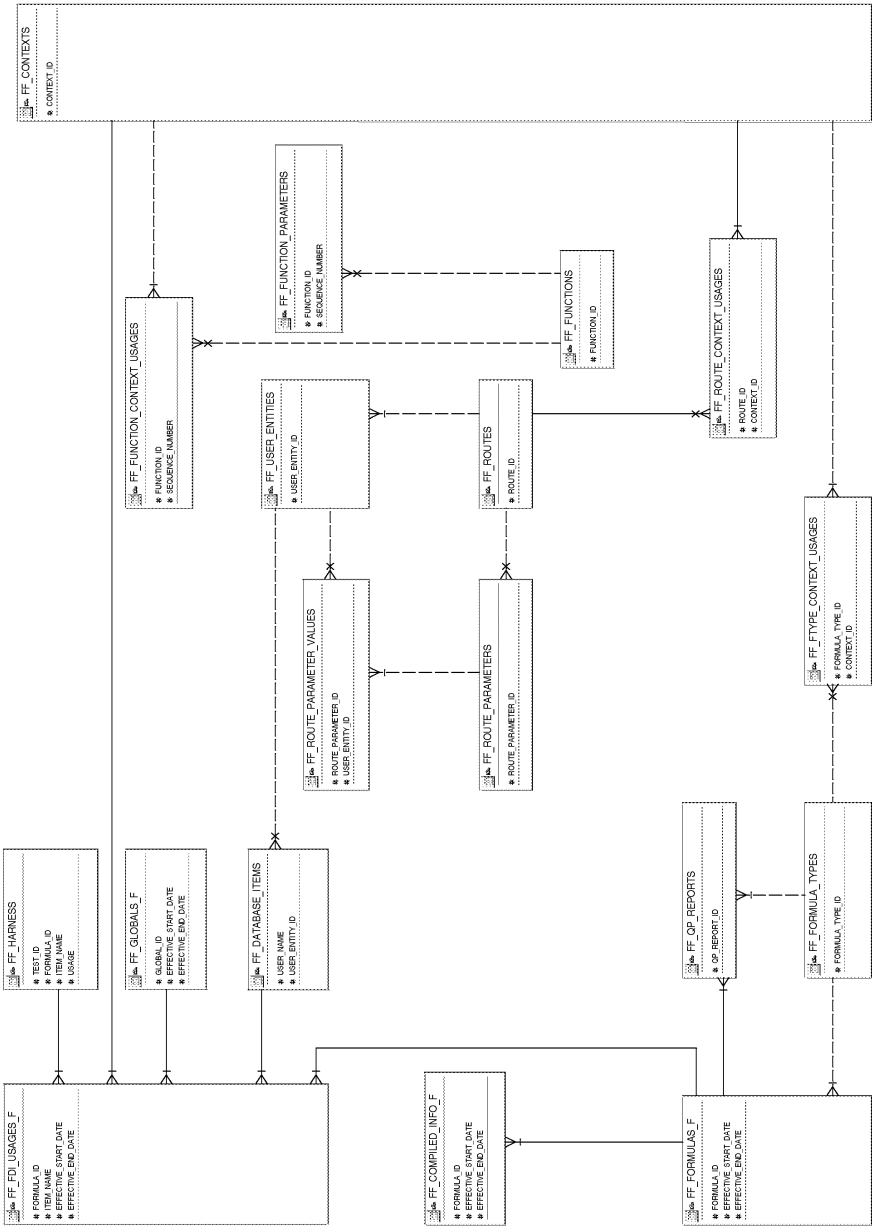 FF_CONTEXTS
# CONTEXT_ID
FF_FUNCTION_PARAMETERS
# FUNCTION_ID
# SEQUENCE_NUMBER
FF_FUNCTIONS
# FUNCTION_ID
FF_ROUTE_CONTEXT_USAGES
# ROUTE_ID
# CONTEXT_ID
FF_FUNCTION_CONTEXT_USAGES
# FUNCTION_ID
# SEQUENCE_NUMBER
FF_USER_ENTITIES
# USER_ENTITY_ID
FF_ROUTES
# ROUTE_ID
FF_FTYPE_CONTEXT_USAGES
# FORMULA_TYPE_ID
# CONTEXT_ID
FF_ROUTE_PARAMETER_VALUES
# ROUTE_PARAMETER_ID
# USER_ENTITY_ID
FF_ROUTE_PARAMETERS
# ROUTE_PARAMETER_ID
FF_HARNESS
# TEST_ID
# FORMULA_ID
# ITEM_NAME
# USAGE
FF_GLOBALS_F
# GLOBAL_ID
# EFFECTIVE_START_DATE
# EFFECTIVE_END_DATE
FF_DATABASE_ITEMS
# USER_NAME
# USER_ENTITY_ID
FF_QP_REPORTS
# QP_REPORT_ID
FF_FORMULA_TYPES
# FORMULA_TYPE_ID
FF_FDI_USAGES_F
# FORMULA_ID
# ITEM_NAME
# EFFECTIVE_START_DATE
# EFFECTIVE_END_DATE
FF_COMPILED_INFO_F
# FORMULA_ID
# EFFECTIVE_START_DATE
# EFFECTIVE_END_DATE
FF_FORMULAS_F
# FORMULA_ID
# EFFECTIVE_START_DATE
# EFFECTIVE_END_DATE